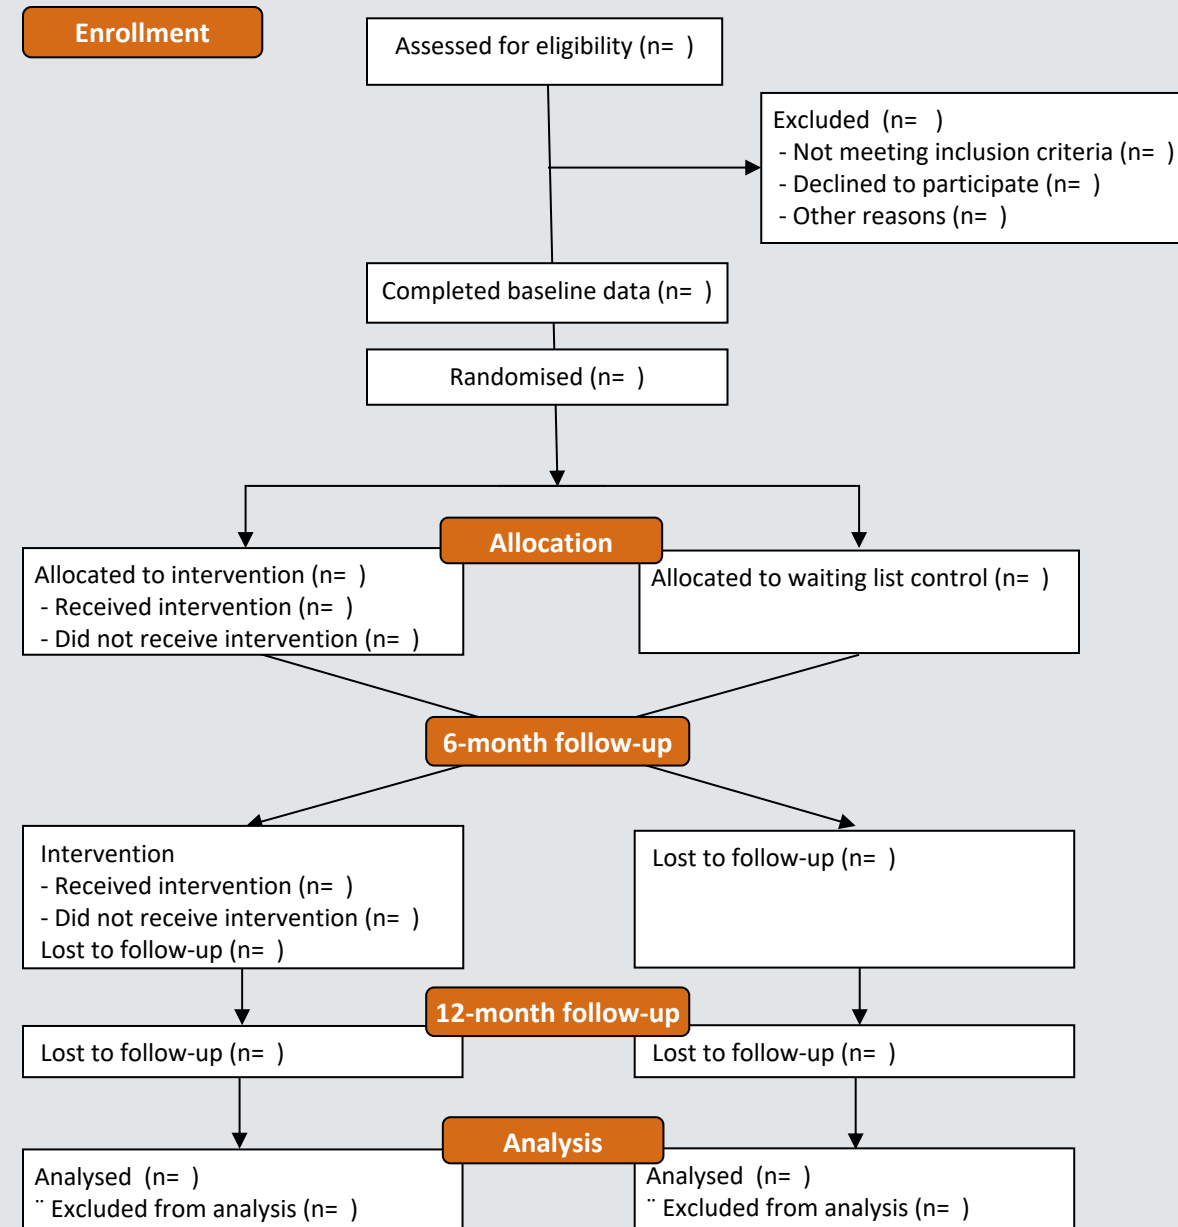 Enrollment
Assessed for eligibility (n=  )
Excluded  (n=   )
- Not meeting inclusion criteria (n=  )
- Declined to participate (n=  )
- Other reasons (n=  )
Completed baseline data (n=  )
Randomised (n=  )
Allocation
Allocated to intervention (n=  )
- Received intervention (n=  )
- Did not receive intervention (n=  )
Allocated to waiting list control (n=  )
6-month follow-up
Intervention
- Received intervention (n=  )
- Did not receive intervention (n=  )
Lost to follow-up (n=  )
Lost to follow-up (n=  )
12-month follow-up
Lost to follow-up (n=  )
Lost to follow-up (n=  )
Analysis
Analysed  (n=  )
¨ Excluded from analysis (n=  )
Analysed  (n=  )
¨ Excluded from analysis (n=  )